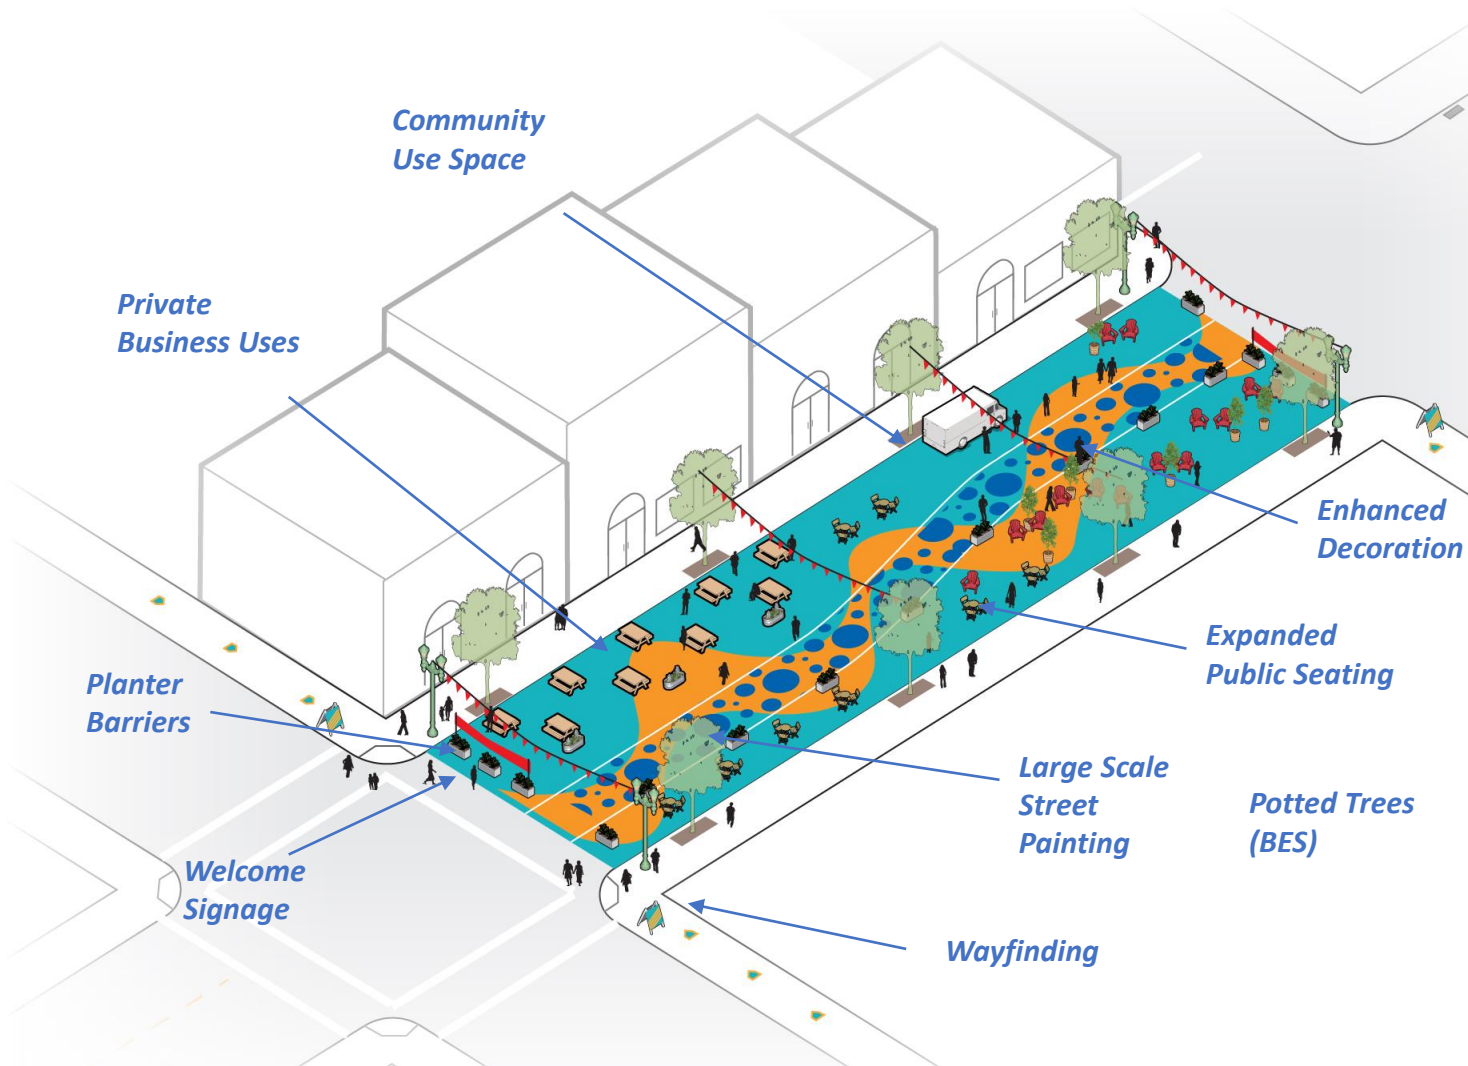 Community
Use Space
Private
Business Uses
Enhanced
Decoration
Expanded
Public Seating
Planter
Barriers
Large Scale
Street
Painting
Potted Trees
(BES)
Welcome
Signage
Wayfinding